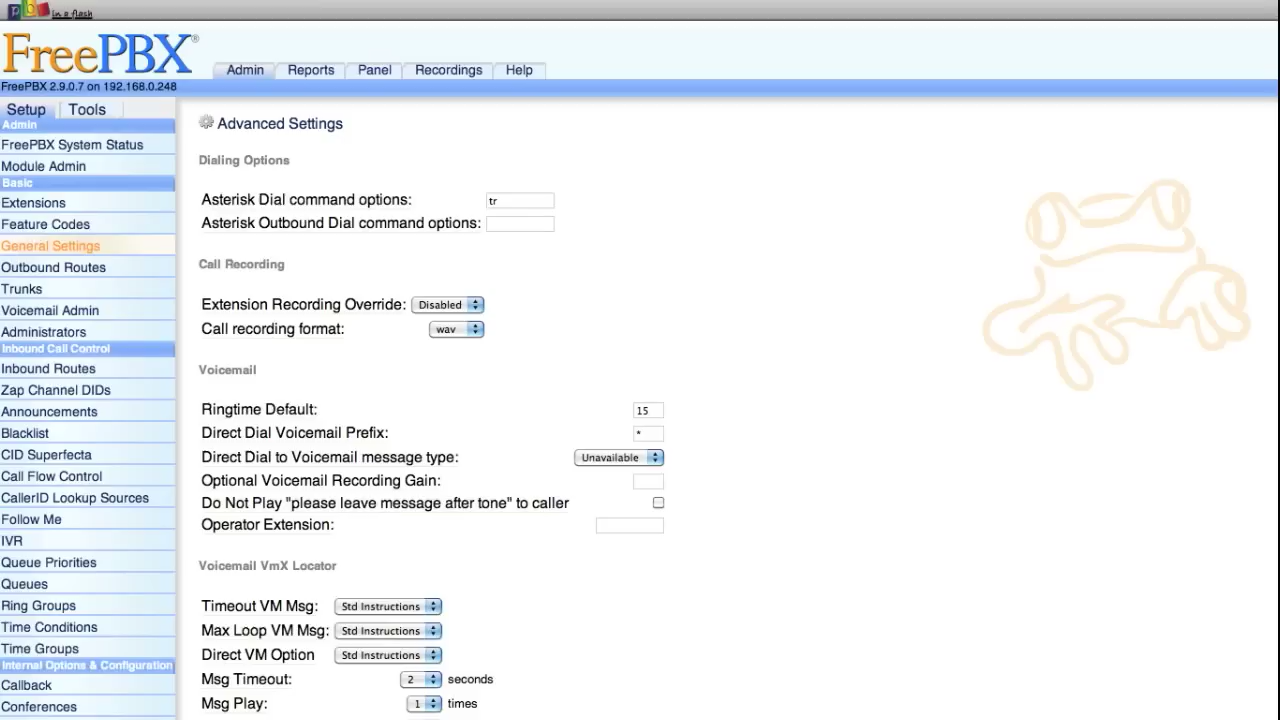 pb in a flash
FreePBX®
Admin Reports Panel Recordings Help
FreePBX 2.9.0.7 on 192.168.0.248
Setup Tools
Admin
FreePBX System Status
Module Admin
Basic
Extensions
Feature Codes
General Settings
Outbound Routes
Trunks
Voicemail Admin
Administrators
Inbound Call Control
Inbound Routes
Zap Channel DIDs
Announcements
Blacklist
CID Superfecta
Call Flow Control
CallerID Lookup Sources
Follow Me
IVR
Queue Priorities
Queues
Ring Groups
Time Conditions
Time Groups
Internal Options & Configuration
Callback
Conferences
Advanced Settings
Dialing Options
Asterisk Dial command options: tr
Asterisk Outbound Dial command options:
Call Recording
Extension Recording Override: Disabled
Call recording format: wav
Voicemail
Ringtime Default: 15
Direct Dial Voicemail Prefix: *
Direct Dial to Voicemail message type: Unavailable
Optional Voicemail Recording Gain:
Do Not Play "please leave message after tone" to caller
Operator Extension:
Voicemail VmX Locator
Timeout VM Msg: Std Instructions
Max Loop VM Msg: Std Instructions
Direct VM Option Std Instructions
Msg Timeout: 2 seconds
Msg Play: 1 times